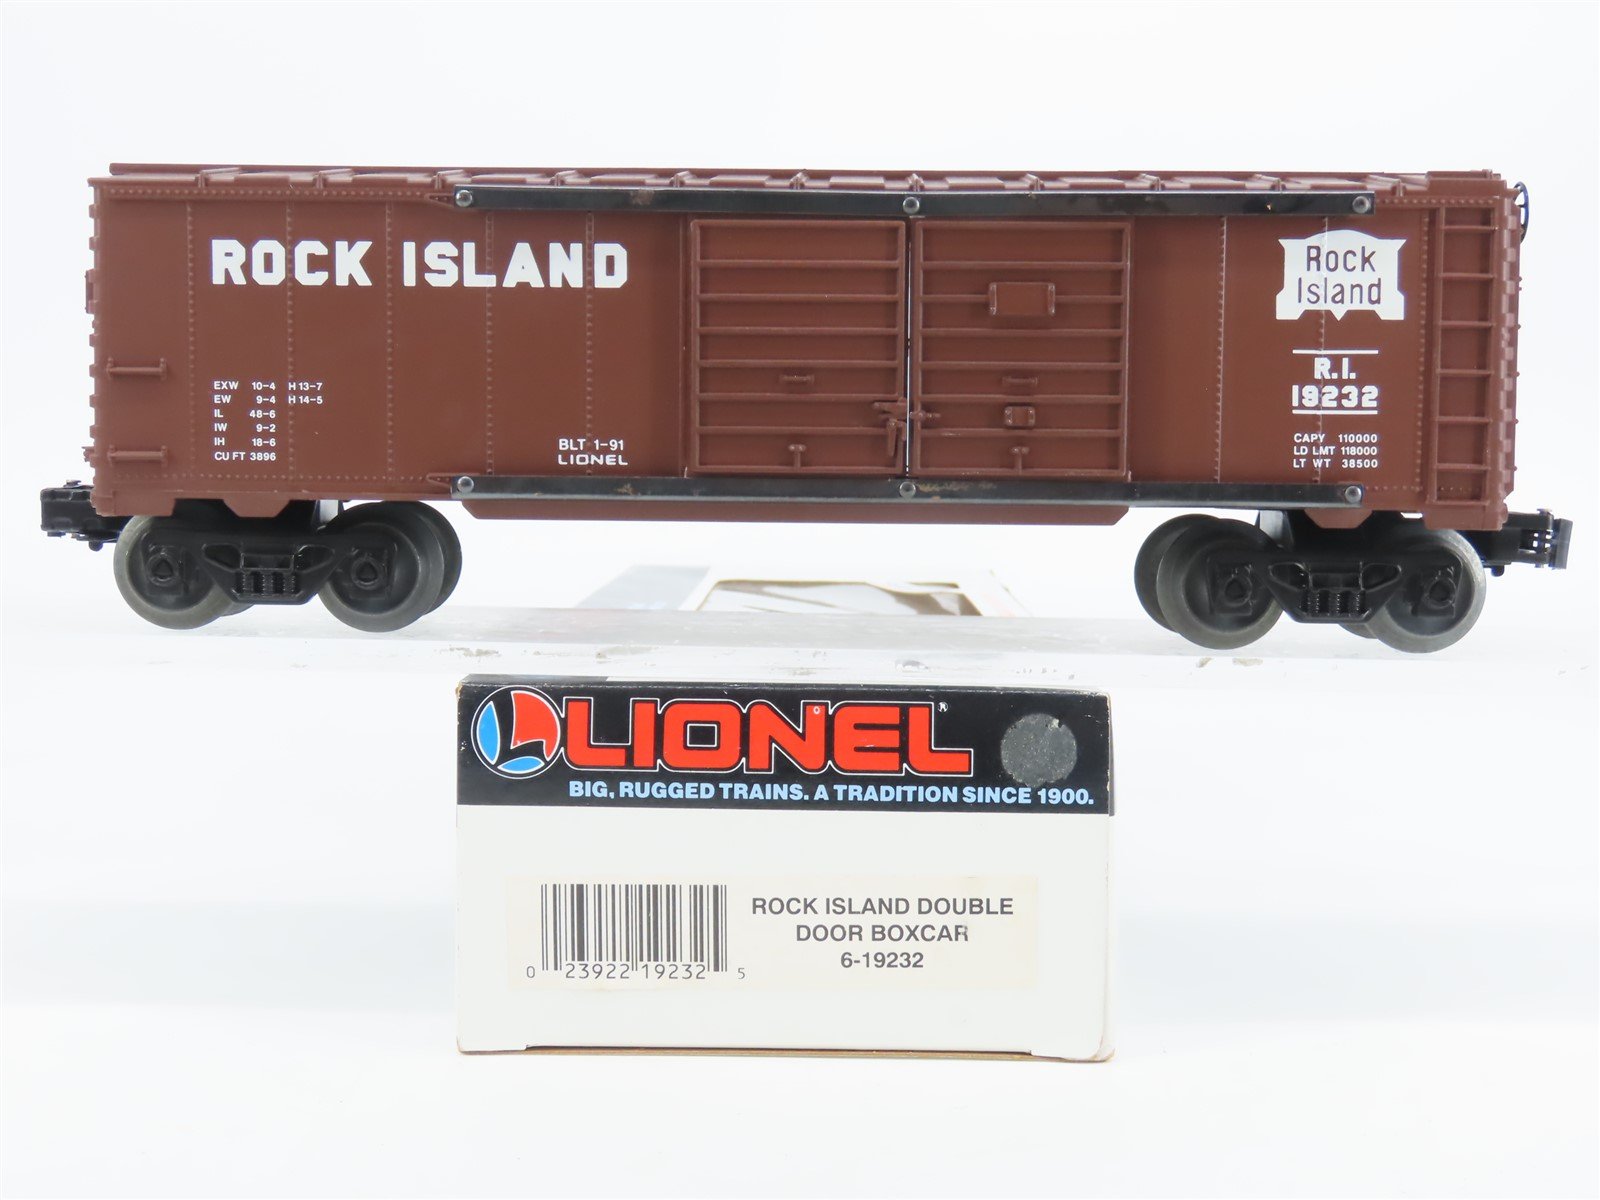 ROCK ISLAND
Rock
Island
R.I.
19232
EXW 10-4 H 13-7
EW 9-4 H 14-5
IL 48-6
IW 9-2
IH 18-6
CU FT 3896
BLT 1-91
LIONEL
CAPY 110000
LD LMT 118000
LT WT 38500
LIONEL®
BIG, RUGGED TRAINS. A TRADITION SINCE 1900.
ROCK ISLAND DOUBLE
DOOR BOXCAR
6-19232
0 23922 19232 5